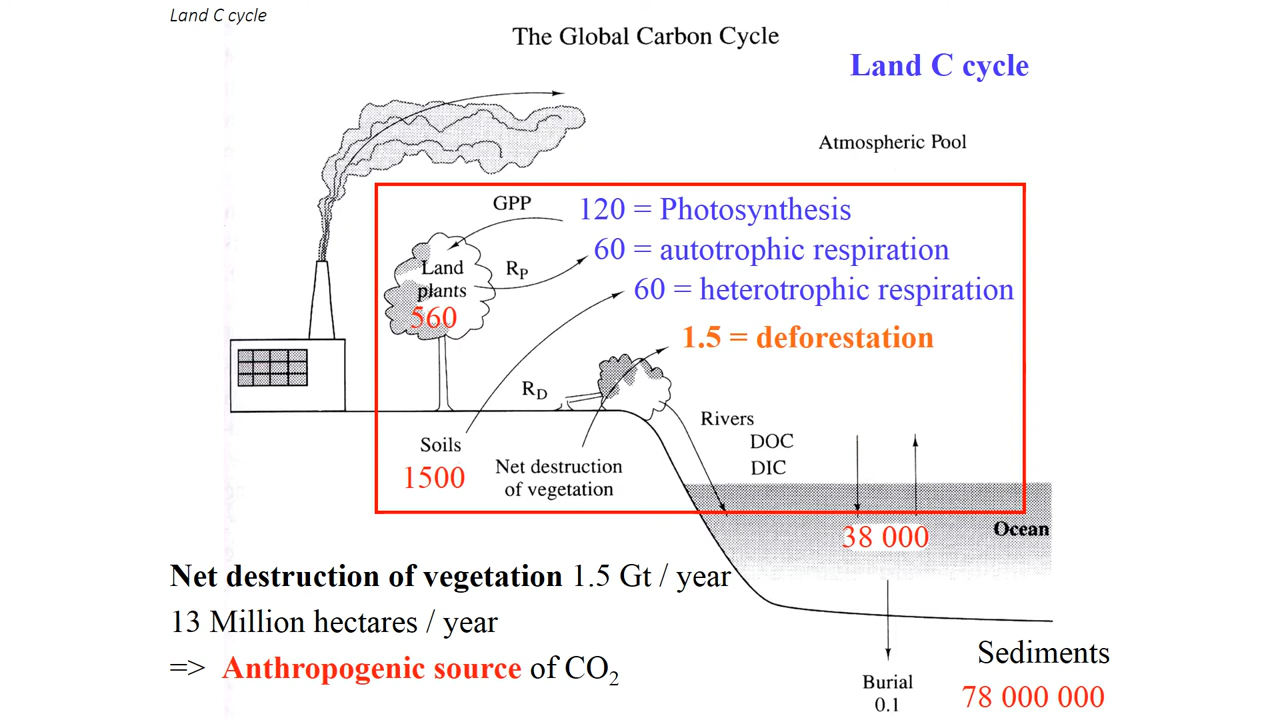 Land C cycle
The Global Carbon Cycle
Land C cycle
Atmospheric Pool
GPP
120 = Photosynthesis
60 = autotrophic respiration
Land
plants
560
RP
60 = heterotrophic respiration
1.5 = deforestation
RD
Rivers
DOC
DIC
Soils
1500
Net destruction
of vegetation
38 000
Ocean
Net destruction of vegetation 1.5 Gt / year
13 Million hectares / year
=> Anthropogenic source of CO2
Burial
0.1
Sediments
78 000 000